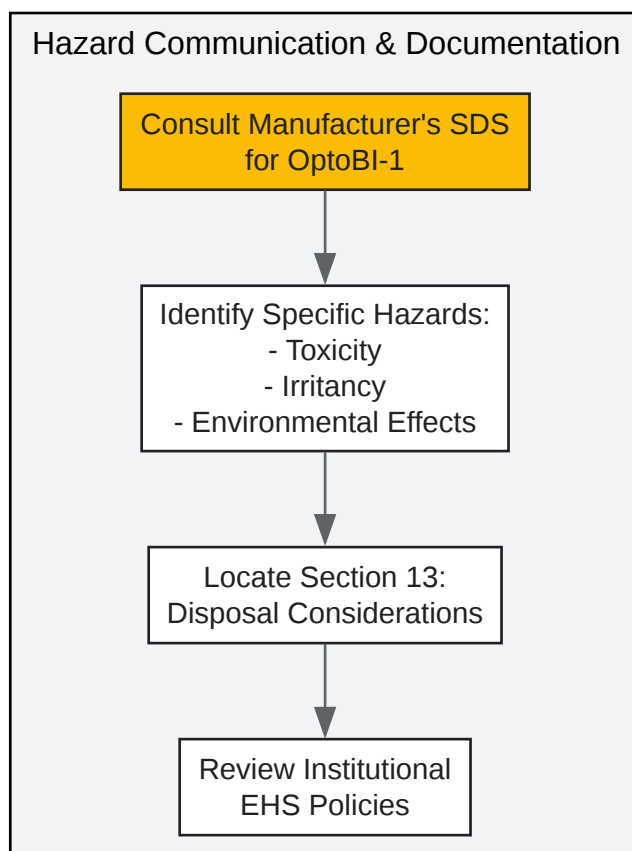 Hazard Communication & Documentation
Consult Manufacturer's SDS
for OptoBI-1
Identify Specific Hazards:
- Toxicity
- Irritancy
- Environmental Effects
Locate Section 13:
Disposal Considerations
Review Institutional
EHS Policies